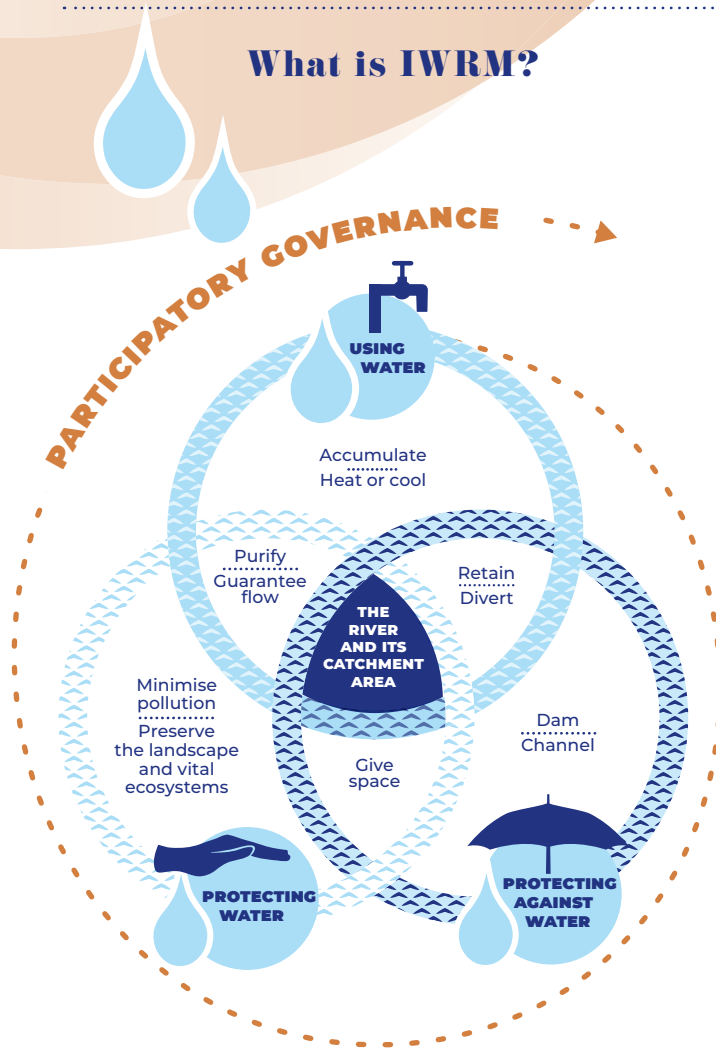 What is IWRM?
PARTICIPATORY GOVERNANCE
USING
WATER
Accumulate
Heat or cool
Purify
Guarantee
flow
Retain
Divert
THE
RIVER
AND ITS
CATCHMENT
AREA
Minimise
pollution
Preserve
the landscape
and vital
ecosystems
Dam
Channel
Give
space
PROTECTING
WATER
PROTECTING
AGAINST
WATER